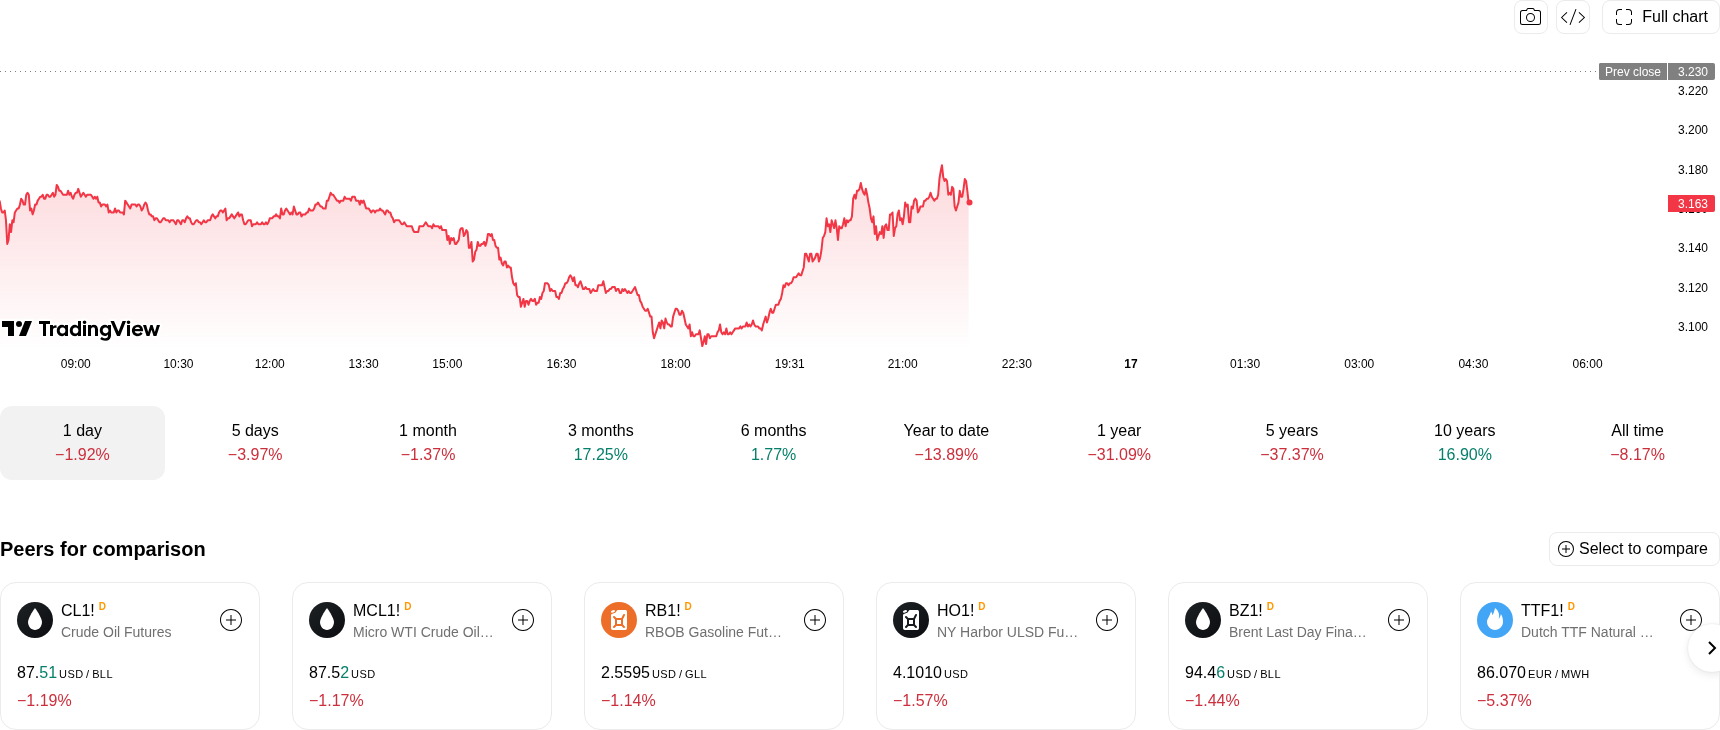 Full chart
Prev close 3.230
3.220
3.200
3.180
3.163
3.140
3.120
3.100
TradingView
09:00 10:30 12:00 13:30 15:00 16:30 18:00 19:31 21:00 22:30 17 01:30 03:00 04:30 06:00
1 day 5 days 1 month 3 months 6 months Year to date 1 year 5 years 10 years All time
−1.92% −3.97% −1.37% 17.25% 1.77% −13.89% −31.09% −37.37% 16.90% −8.17%
Peers for comparison
Select to compare
CL1! D
Crude Oil Futures
87.51 USD / BLL
−1.19%
MCL1! D
Micro WTI Crude Oil…
87.52 USD
−1.17%
RB1! D
RBOB Gasoline Fut…
2.5595 USD / GLL
−1.14%
HO1! D
NY Harbor ULSD Fu…
4.1010 USD
−1.57%
BZ1! D
Brent Last Day Fina…
94.46 USD / BLL
−1.44%
TTF1! D
Dutch TTF Natural …
86.070 EUR / MWH
−5.37%